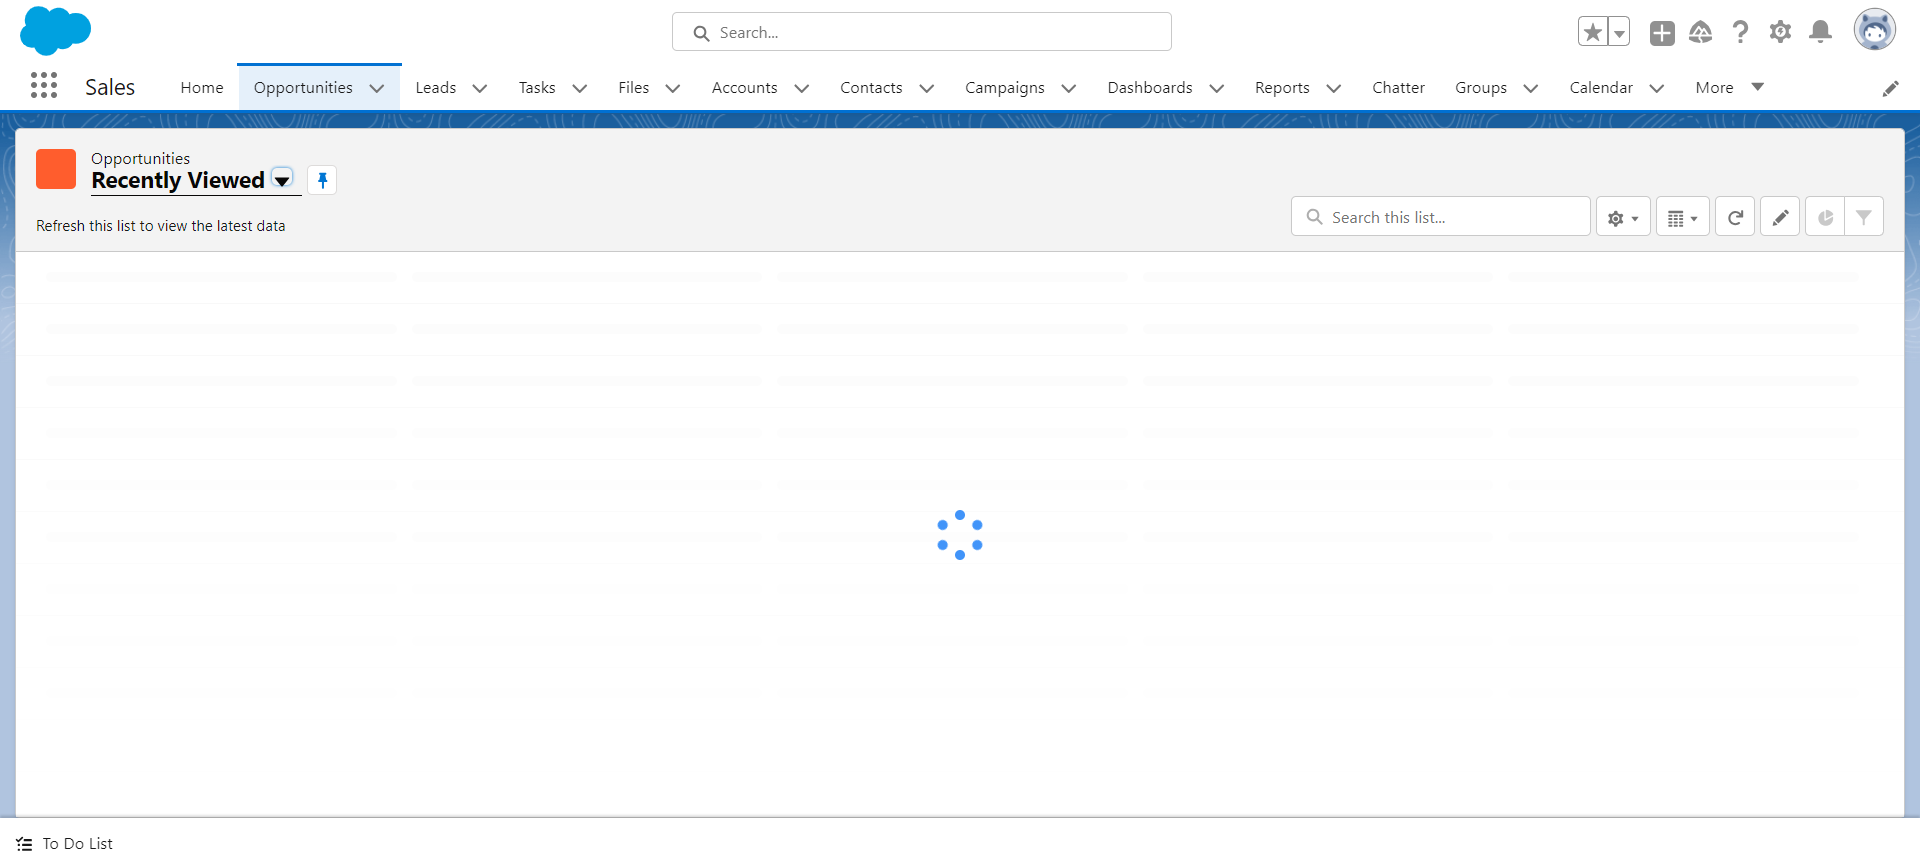 Search...
Sales
Home
Opportunities
Leads
Tasks
Files
Accounts
Contacts
Campaigns
Dashboards
Reports
Chatter
Groups
Calendar
More
Opportunities
Recently Viewed
Refresh this list to view the latest data
Search this list...
To Do List